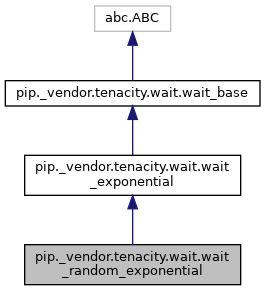 abc.ABC
pip._vendor.tenacity.wait.wait_base
pip._vendor.tenacity.wait.wait
_exponential
pip._vendor.tenacity.wait.wait
_random_exponential